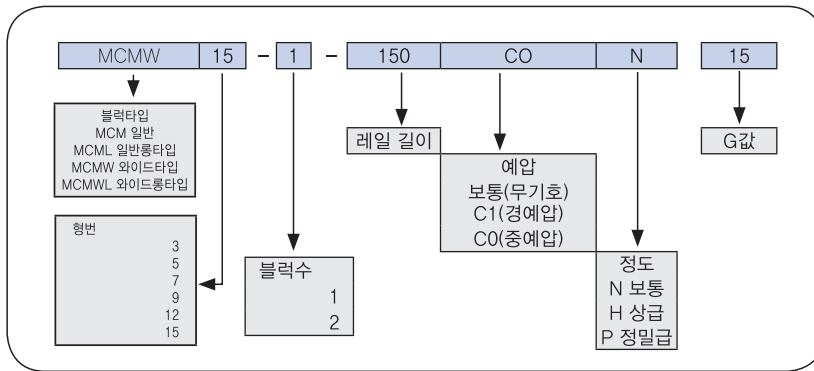 MCMW 15 - 1 - 150 CO N 15
블럭타입
MCM 일반
MCML 일반롱타입
MCMW 와이드타입
MCMWL 와이드롱타입
형번
3
5
7
9
12
15
블럭수
1
2
레일 길이
예압
보통(무기호)
C1(경예압)
C0(중예압)
정도
N 보통
H 상급
P 정밀급
G값